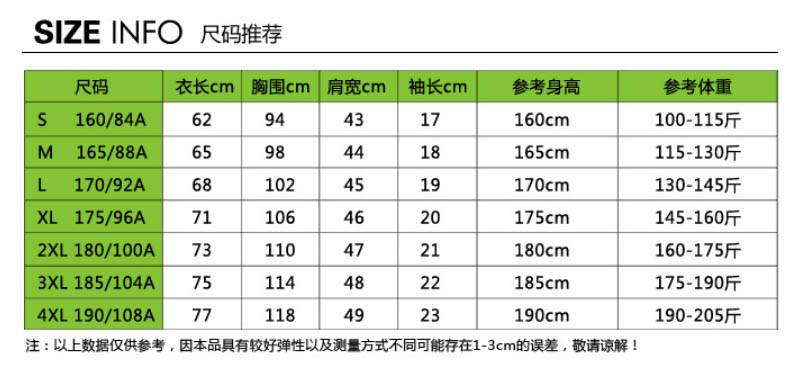 SIZE INFO 尺码推荐
尺码 衣长cm 胸围cm 肩宽cm 袖长cm 参考身高 参考体重
S 160/84A 62 94 43 17 160cm 100-115斤
M 165/88A 65 98 44 18 165cm 115-130斤
L 170/92A 68 102 45 19 170cm 130-145斤
XL 175/96A 71 106 46 20 175cm 145-160斤
2XL 180/100A 73 110 47 21 180cm 160-175斤
3XL 185/104A 75 114 48 22 185cm 175-190斤
4XL 190/108A 77 118 49 23 190cm 190-205斤
注：以上数据仅供参考，因本品具有较好弹性以及测量方式不同可能存在1-3cm的误差，敬请谅解！